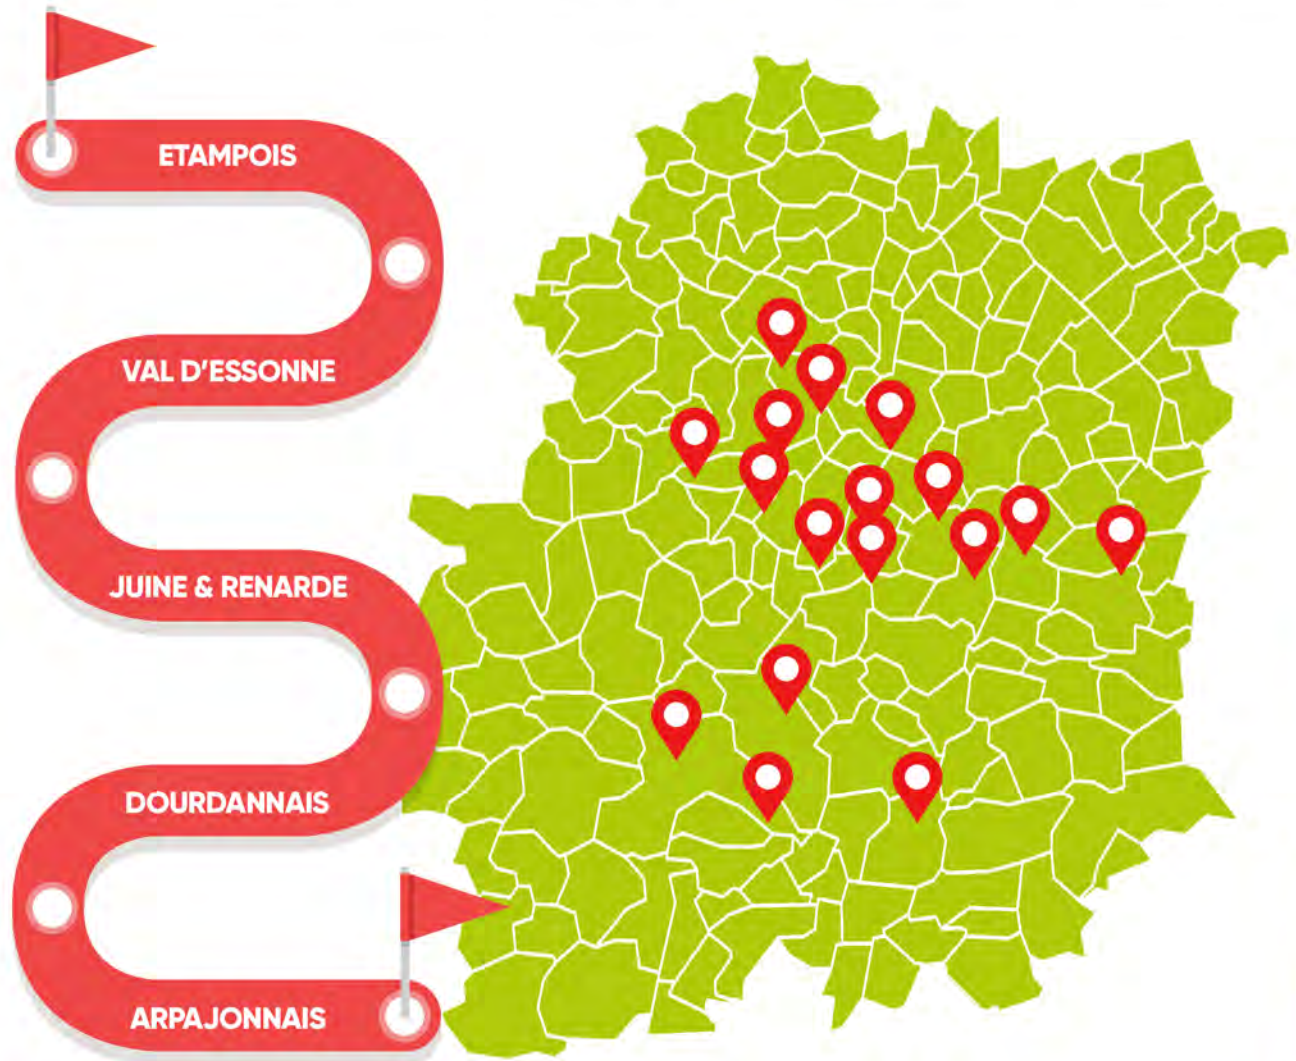 ETAMPOIS
VAL D'ESSONNE
JUINE & RENARDE
DOURDANNAIS
ARPAJONNAIS